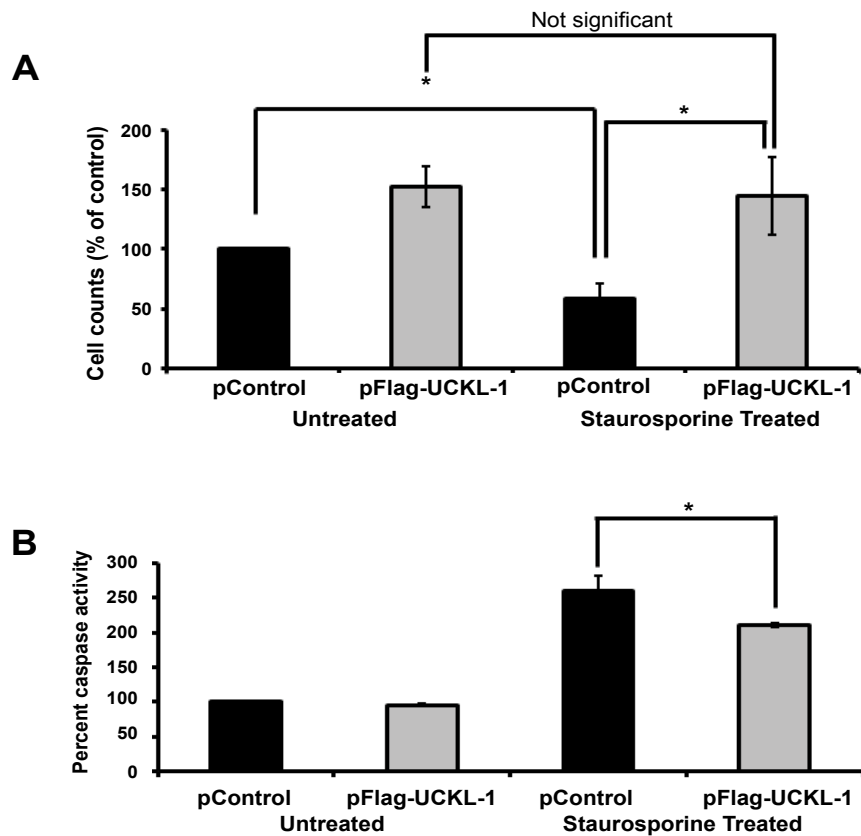 Not significant
A
*
*
Cell counts (% of control)
200
150
100
50
0
pControl pFlag-UCKL-1 pControl pFlag-UCKL-1
Untreated Staurosporine Treated
B
*
Percent caspase activity
300
250
200
150
100
50
0
pControl pFlag-UCKL-1 pControl pFlag-UCKL-1
Untreated Staurosporine Treated